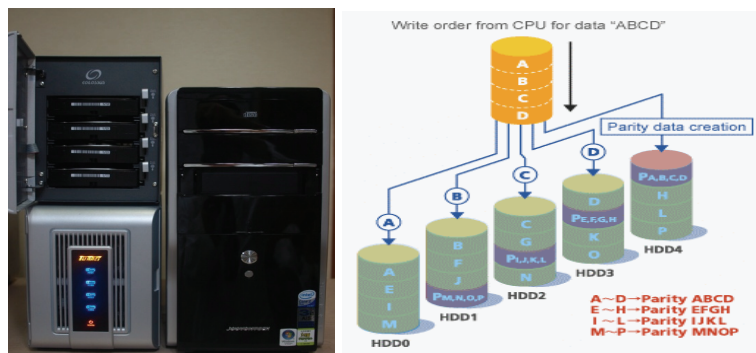 Write order from CPU for data "ABCD"
A
B
C
D
Parity data creation
A
B
C
D
A
E
I
M
HDD0
B
F
J
PM,N,O,P
HDD1
C
G
PI,J,K,L
N
HDD2
D
PE,F,G,H
K
O
HDD3
PA,B,C,D
H
L
P
HDD4
A~D→Parity ABCD
E~H→Parity EFGH
I~L→Parity IJKL
M~P→Parity MNOP